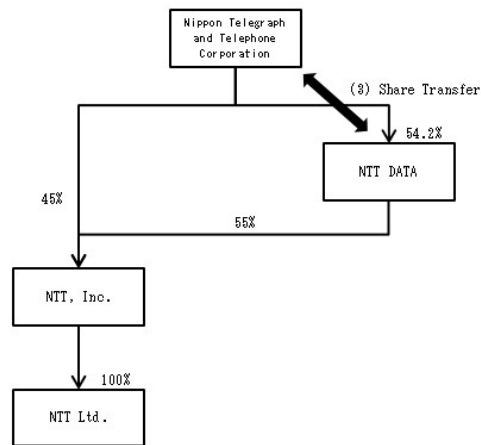 Nippon Telegraph
and Telephone
Corporation
(3) Share Transfer
54.2%
NTT DATA
45%
55%
NTT, Inc.
100%
NTT Ltd.